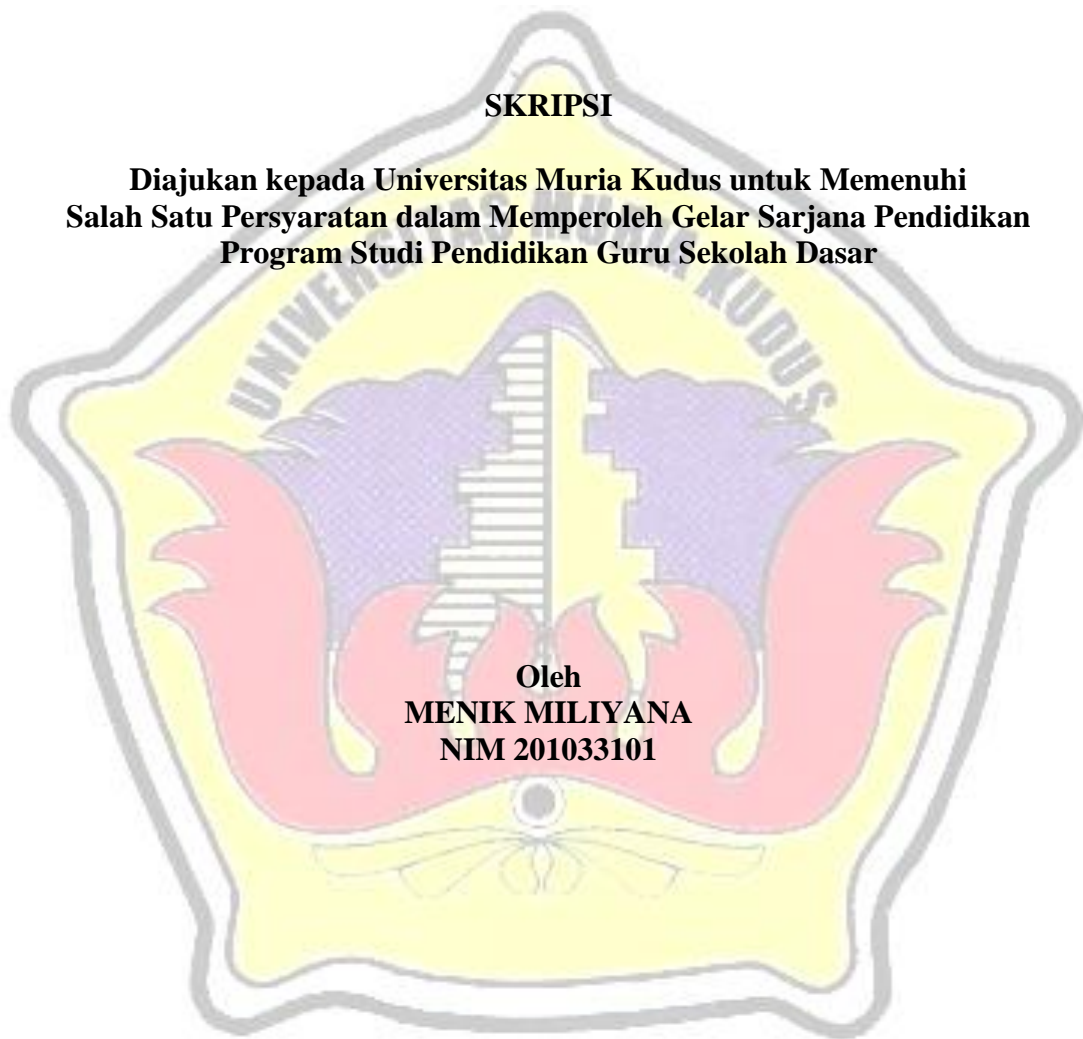 SKRIPSI
Diajukan kepada Universitas Muria Kudus untuk Memenuhi
Salah Satu Persyaratan dalam Memperoleh Gelar Sarjana Pendidikan
Program Studi Pendidikan Guru Sekolah Dasar
UNIVERSITAS MURIA KUDUS
Oleh
MENIK MILIYANA
NIM 201033101